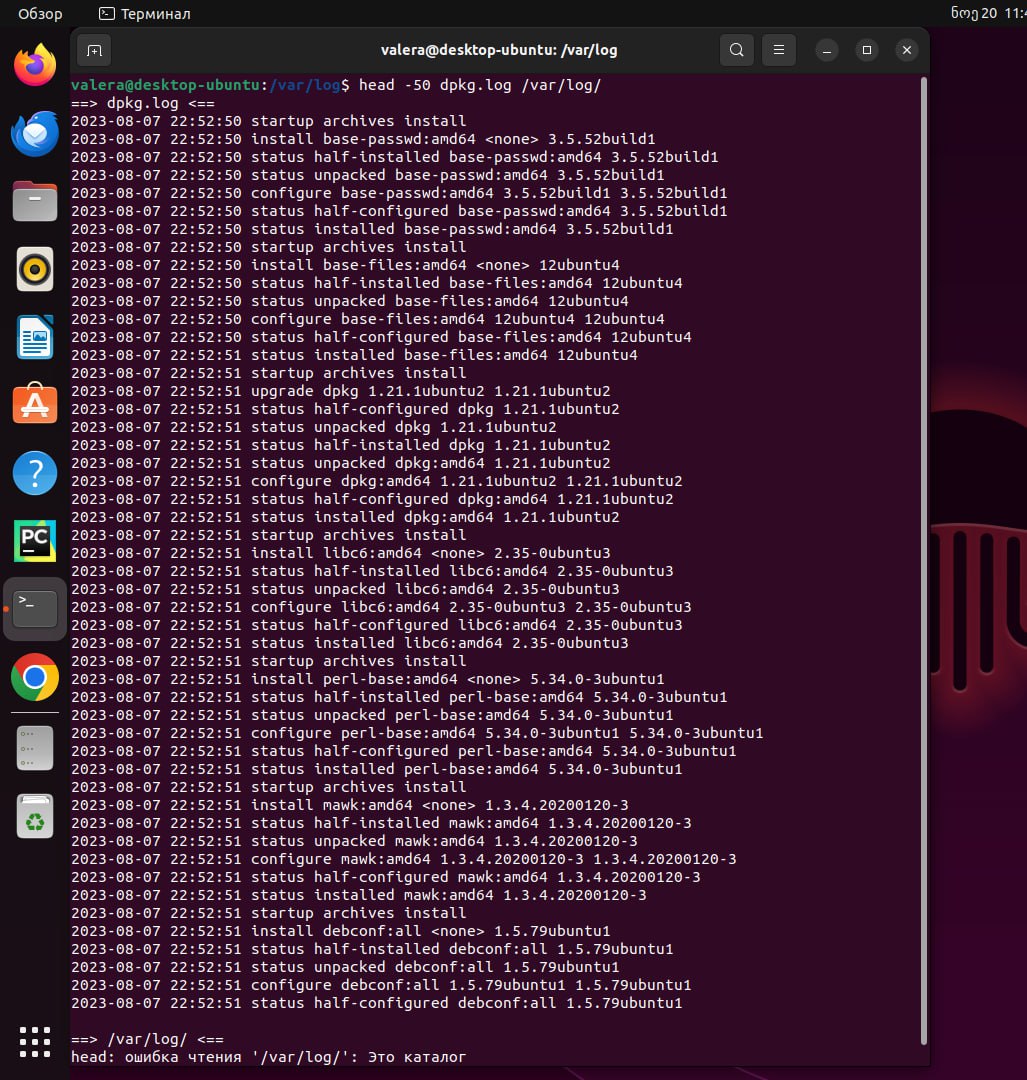 Обзор
Терминал
ნოე 20 11:4
valera@desktop-ubuntu: /var/log
valera@desktop-ubuntu:/var/log$ head -50 dpkg.log /var/log/
==> dpkg.log <==
2023-08-07 22:52:50 startup archives install
2023-08-07 22:52:50 install base-passwd:amd64 <none> 3.5.52build1
2023-08-07 22:52:50 status half-installed base-passwd:amd64 3.5.52build1
2023-08-07 22:52:50 status unpacked base-passwd:amd64 3.5.52build1
2023-08-07 22:52:50 configure base-passwd:amd64 3.5.52build1 3.5.52build1
2023-08-07 22:52:50 status half-configured base-passwd:amd64 3.5.52build1
2023-08-07 22:52:50 status installed base-passwd:amd64 3.5.52build1
2023-08-07 22:52:50 startup archives install
2023-08-07 22:52:50 install base-files:amd64 <none> 12ubuntu4
2023-08-07 22:52:50 status half-installed base-files:amd64 12ubuntu4
2023-08-07 22:52:50 status unpacked base-files:amd64 12ubuntu4
2023-08-07 22:52:50 configure base-files:amd64 12ubuntu4 12ubuntu4
2023-08-07 22:52:50 status half-configured base-files:amd64 12ubuntu4
2023-08-07 22:52:51 status installed base-files:amd64 12ubuntu4
2023-08-07 22:52:51 startup archives install
2023-08-07 22:52:51 upgrade dpkg 1.21.1ubuntu2 1.21.1ubuntu2
2023-08-07 22:52:51 status half-configured dpkg 1.21.1ubuntu2
2023-08-07 22:52:51 status unpacked dpkg 1.21.1ubuntu2
2023-08-07 22:52:51 status half-installed dpkg 1.21.1ubuntu2
2023-08-07 22:52:51 status unpacked dpkg:amd64 1.21.1ubuntu2
2023-08-07 22:52:51 configure dpkg:amd64 1.21.1ubuntu2 1.21.1ubuntu2
2023-08-07 22:52:51 status half-configured dpkg:amd64 1.21.1ubuntu2
2023-08-07 22:52:51 status installed dpkg:amd64 1.21.1ubuntu2
2023-08-07 22:52:51 startup archives install
2023-08-07 22:52:51 install libc6:amd64 <none> 2.35-0ubuntu3
2023-08-07 22:52:51 status half-installed libc6:amd64 2.35-0ubuntu3
2023-08-07 22:52:51 status unpacked libc6:amd64 2.35-0ubuntu3
2023-08-07 22:52:51 configure libc6:amd64 2.35-0ubuntu3 2.35-0ubuntu3
2023-08-07 22:52:51 status half-configured libc6:amd64 2.35-0ubuntu3
2023-08-07 22:52:51 status installed libc6:amd64 2.35-0ubuntu3
2023-08-07 22:52:51 startup archives install
2023-08-07 22:52:51 install perl-base:amd64 <none> 5.34.0-3ubuntu1
2023-08-07 22:52:51 status half-installed perl-base:amd64 5.34.0-3ubuntu1
2023-08-07 22:52:51 status unpacked perl-base:amd64 5.34.0-3ubuntu1
2023-08-07 22:52:51 configure perl-base:amd64 5.34.0-3ubuntu1 5.34.0-3ubuntu1
2023-08-07 22:52:51 status half-configured perl-base:amd64 5.34.0-3ubuntu1
2023-08-07 22:52:51 status installed perl-base:amd64 5.34.0-3ubuntu1
2023-08-07 22:52:51 startup archives install
2023-08-07 22:52:51 install mawk:amd64 <none> 1.3.4.20200120-3
2023-08-07 22:52:51 status half-installed mawk:amd64 1.3.4.20200120-3
2023-08-07 22:52:51 status unpacked mawk:amd64 1.3.4.20200120-3
2023-08-07 22:52:51 configure mawk:amd64 1.3.4.20200120-3 1.3.4.20200120-3
2023-08-07 22:52:51 status half-configured mawk:amd64 1.3.4.20200120-3
2023-08-07 22:52:51 status installed mawk:amd64 1.3.4.20200120-3
2023-08-07 22:52:51 startup archives install
2023-08-07 22:52:51 install debconf:all <none> 1.5.79ubuntu1
2023-08-07 22:52:51 status half-installed debconf:all 1.5.79ubuntu1
2023-08-07 22:52:51 status unpacked debconf:all 1.5.79ubuntu1
2023-08-07 22:52:51 configure debconf:all 1.5.79ubuntu1 1.5.79ubuntu1
2023-08-07 22:52:51 status half-configured debconf:all 1.5.79ubuntu1
==> /var/log/ <==
head: ошибка чтения '/var/log/': Это каталог
PC